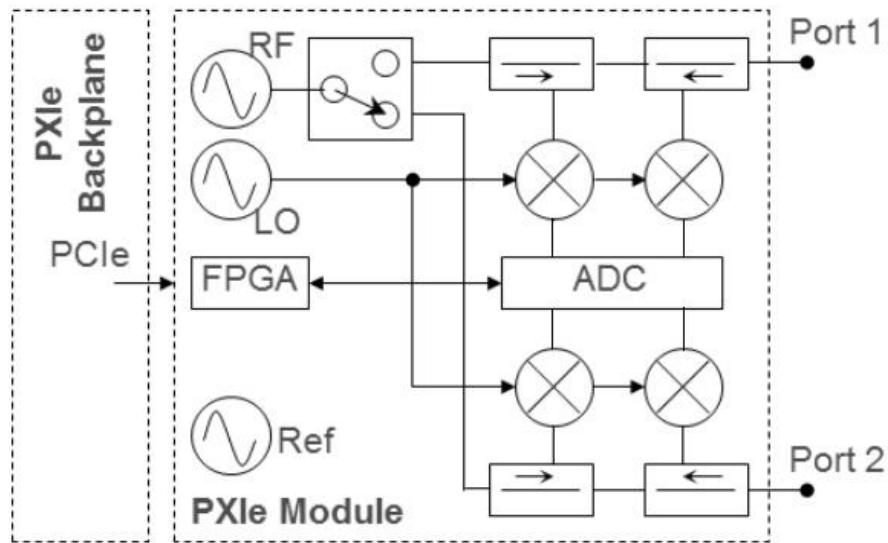 PXIe
Backplane
PCIe
RF
LO
FPGA
ADC
Ref
PXIe Module
Port 1
Port 2